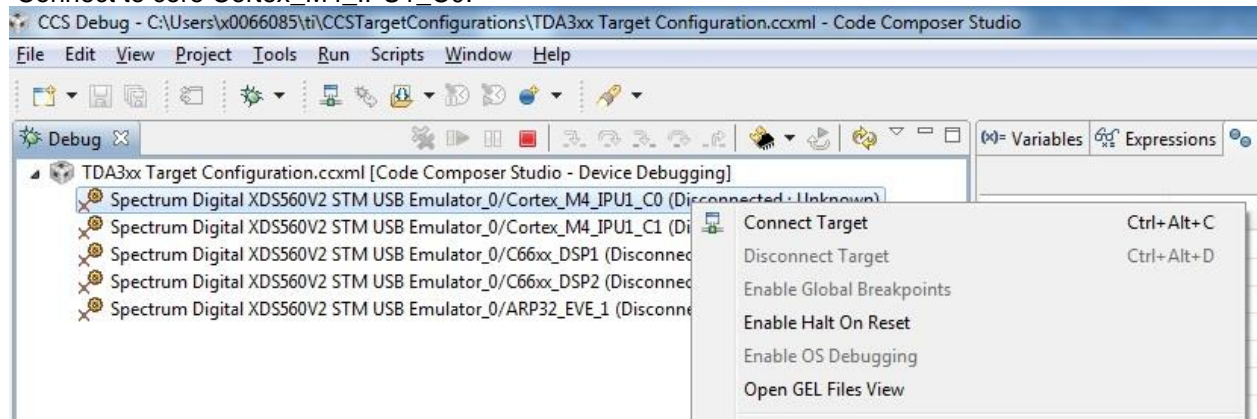 Connect to core Cortex_M4_IPU1_C0.
CCS Debug - C:\Users\x0066085\ti\CCSTargetConfigurations\TDA3xx Target Configuration.ccxml - Code Composer Studio
File Edit View Project Tools Run Scripts Window Help
Debug
(x)= Variables Expressions
TDA3xx Target Configuration.ccxml [Code Composer Studio - Device Debugging]
Spectrum Digital XDS560V2 STM USB Emulator_0/Cortex_M4_IPU1_C0 (Disconnected : Unknown)
Spectrum Digital XDS560V2 STM USB Emulator_0/Cortex_M4_IPU1_C1 (Di
Spectrum Digital XDS560V2 STM USB Emulator_0/C66xx_DSP1 (Disconnec
Spectrum Digital XDS560V2 STM USB Emulator_0/C66xx_DSP2 (Disconnec
Spectrum Digital XDS560V2 STM USB Emulator_0/ARP32_EVE_1 (Disconne
Connect Target Ctrl+Alt+C
Disconnect Target Ctrl+Alt+D
Enable Global Breakpoints
Enable Halt On Reset
Enable OS Debugging
Open GEL Files View